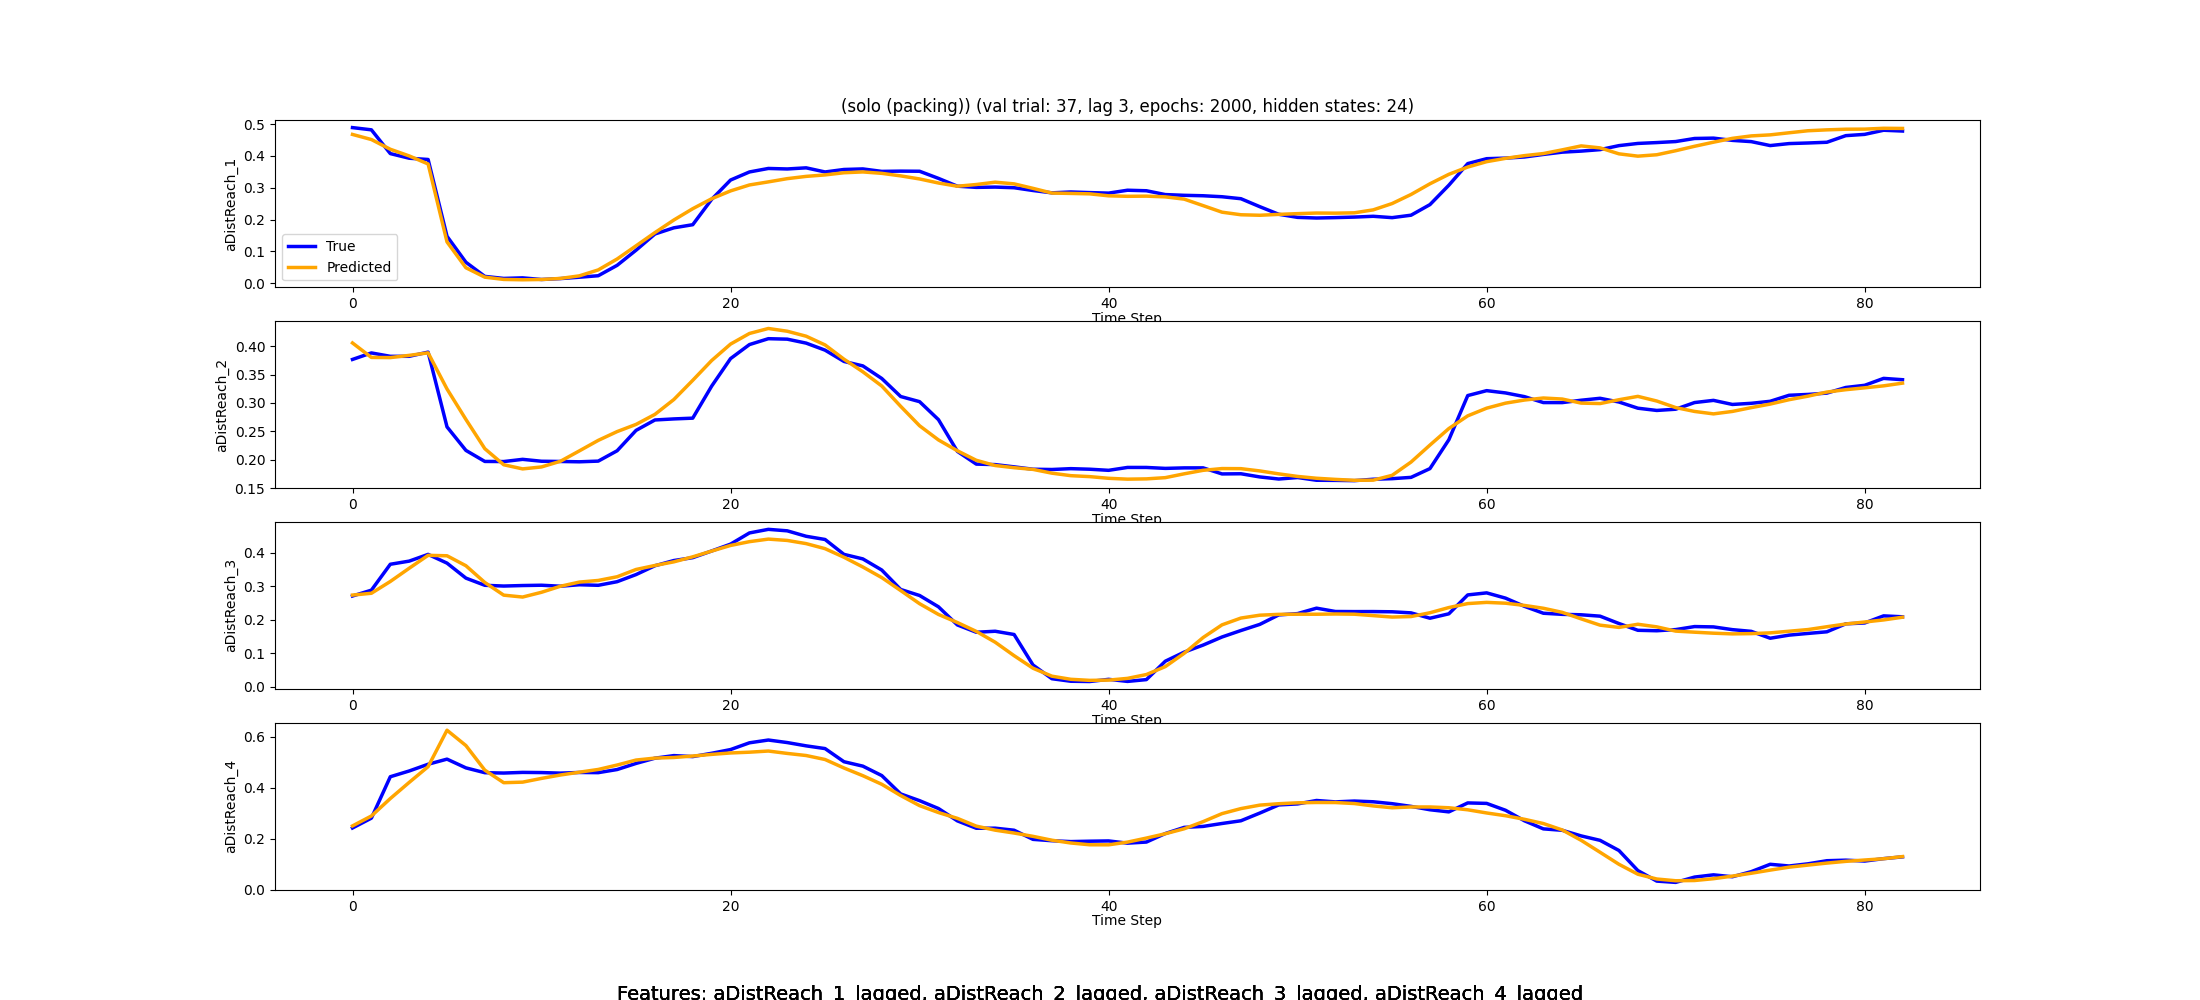 (solo (packing)) (val trial: 37, lag 3, epochs: 2000, hidden states: 24)
aDistReach_1
0.5
0.4
0.3
0.2
0.1
0.0
True
Predicted
0 20 40 60 80
Time Step
aDistReach_2
0.40
0.35
0.30
0.25
0.20
0.15
0 20 40 60 80
Time Step
aDistReach_3
0.4
0.3
0.2
0.1
0.0
0 20 40 60 80
Time Step
aDistReach_4
0.6
0.4
0.2
0.0
0 20 40 60 80
Time Step
Features: aDistReach_1_lagged, aDistReach_2_lagged, aDistReach_3_lagged, aDistReach_4_lagged